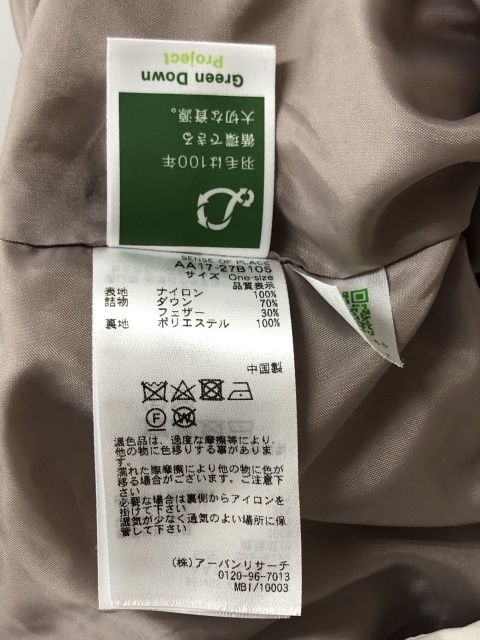 Green Down
Project
羽毛は100年
循環できる
大切な資源。
SENSE OF PLACE
AA17-27B105
サイズ One-size
品質表示
表地 ナイロン 100%
詰物 ダウン 70%
フェザー 30%
裏地 ポリエステル 100%
中国製
F
濃色品は、過度な摩擦等により、
他の物に色移りする事がありま
す。
濡れた際摩擦により他の物に色が
移る場合がございます。ご注意下
さい
必要な場合は裏側からアイロンを
掛けて下さい
湿気が少なく通気のよい場所に保
管して下さい
(株)アーバンリサーチ
0120-96-7013
MBI/10003